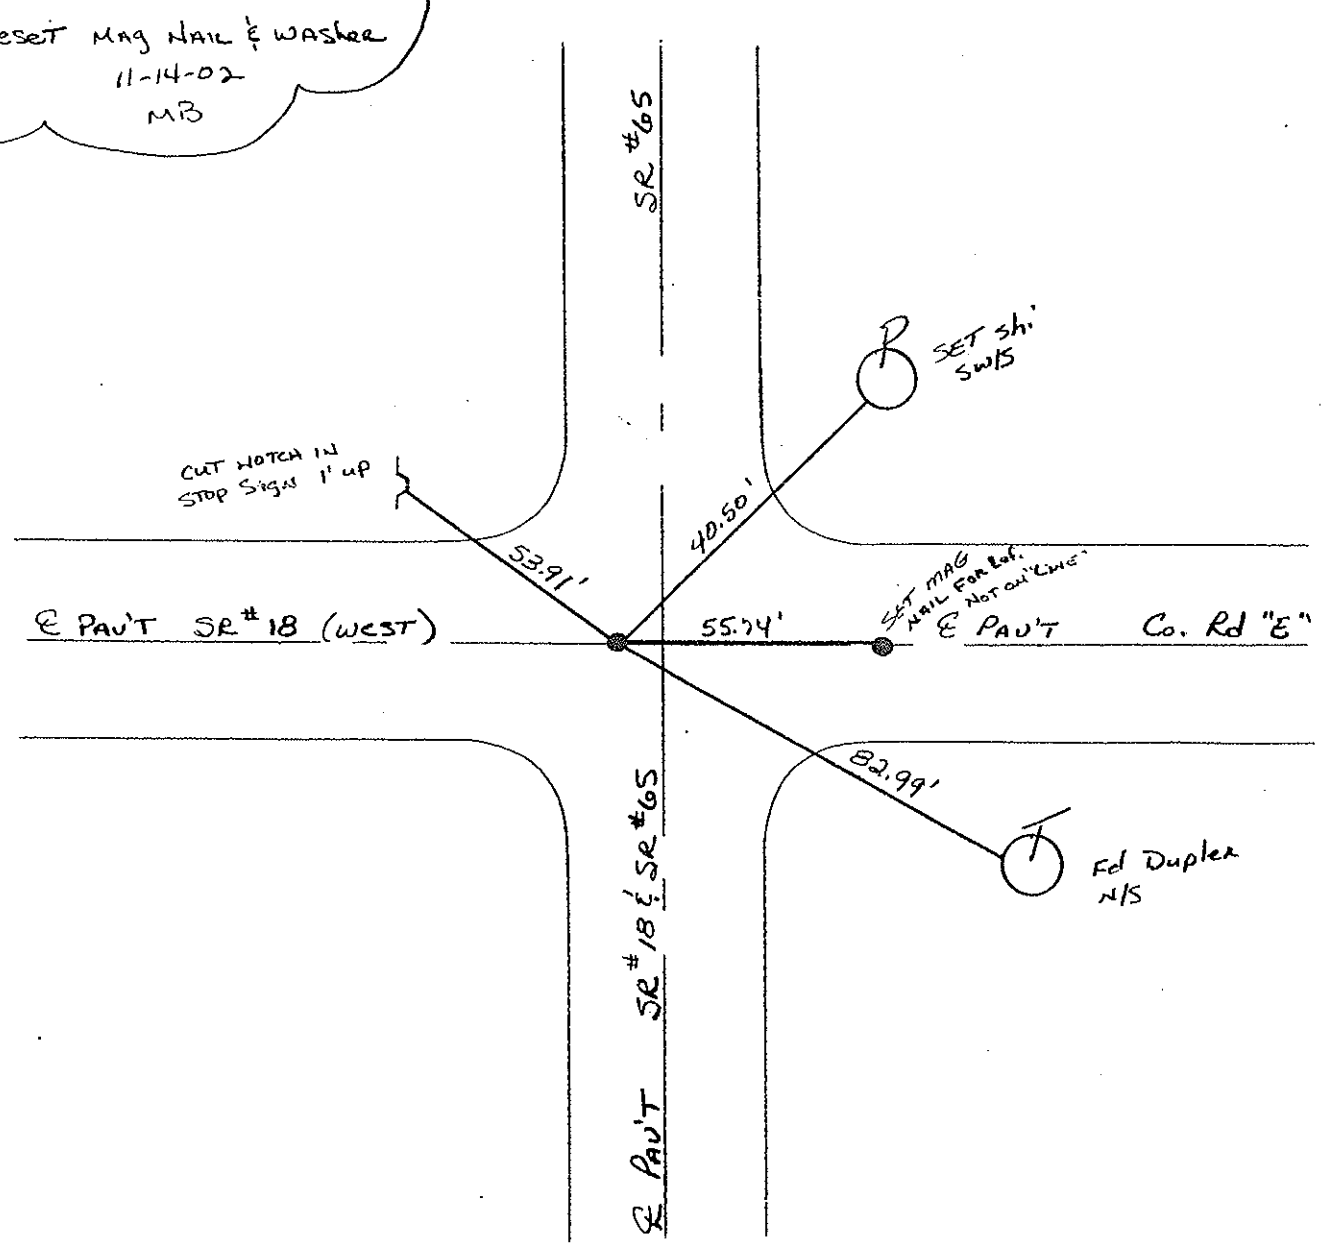 eset Mag Nail & Washer
11-14-02
MB
SR #65
P
SET sh.
SW/S
CUT NOTCH IN
STOP Sign 1' up
40.50'
53.91'
SET MAG
NAIL FOR Ref.
NOT ON "LINE"
℄ PAV'T SR #18 (WEST)
55.74'
℄ PAV'T Co. Rd "E"
82.99'
T
Fd Duplex
N/S
℄ PAV'T SR #18 & SR #65